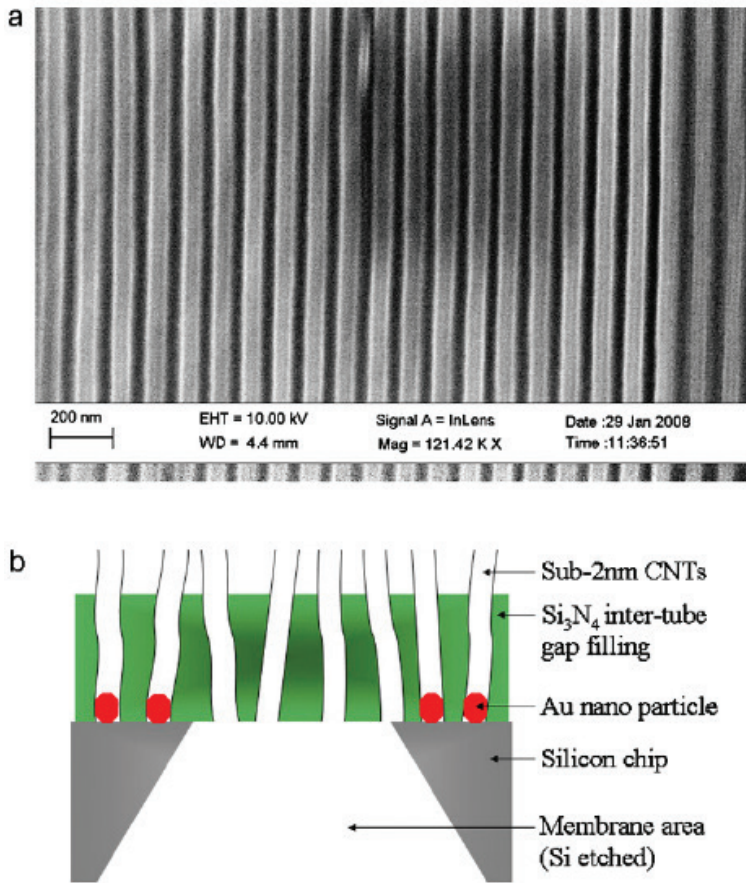 a
200 nm
EHT = 10.00 kV
WD = 4.4 mm
Signal A = InLens
Mag = 121.42 K X
Date :29 Jan 2008
Time :11:36:51
b
Sub-2nm CNTs
Si₃N₄ inter-tube
gap filling
Au nano particle
Silicon chip
Membrane area
(Si etched)